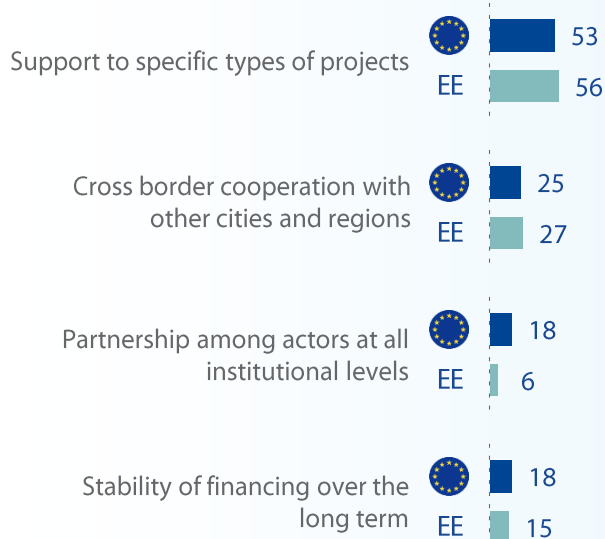 53
Support to specific types of projects
EE 56
25
Cross border cooperation with
other cities and regions
EE 27
18
Partnership among actors at all
institutional levels
EE 6
18
Stability of financing over the
long term
EE 15